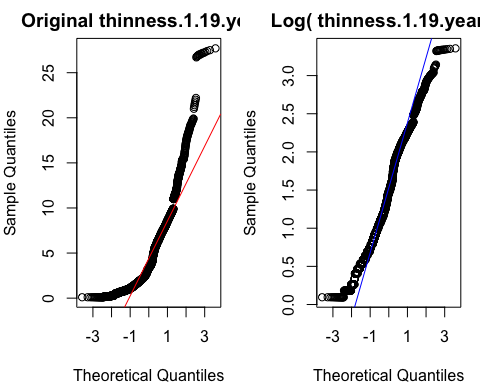 Original thinness.1.19.ye
Log( thinness.1.19.year
Sample Quantiles
0 5 10 15 20 25
-3 -1 1 3
Theoretical Quantiles
Sample Quantiles
0.0 0.5 1.0 1.5 2.0 2.5 3.0
-3 -1 1 3
Theoretical Quantiles